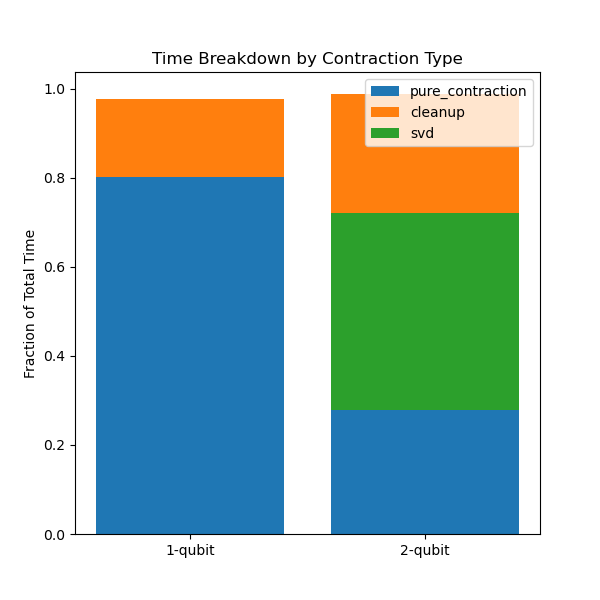 Time Breakdown by Contraction Type
pure_contraction
cleanup
svd
Fraction of Total Time
1.0
0.8
0.6
0.4
0.2
0.0
1-qubit
2-qubit